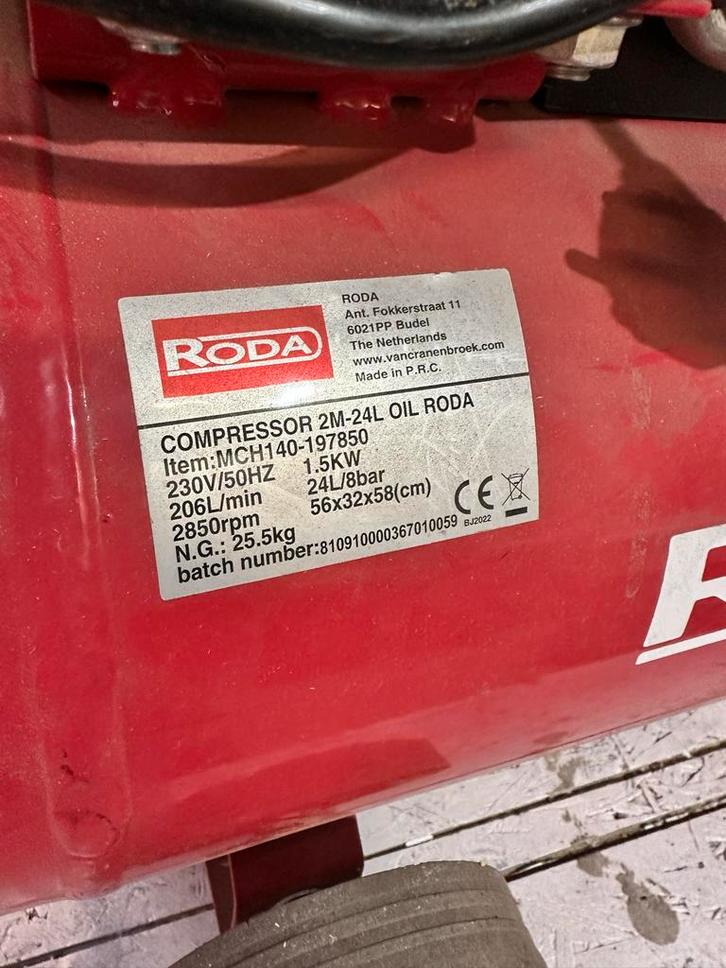 RODA
RODA
Ant. Fokkerstraat 11
6021PP Budel
The Netherlands
www.vancranenbroek.com
Made in P.R.C.
COMPRESSOR 2M-24L OIL RODA
Item:MCH140-197850
230V/50HZ 1.5KW
206L/min 24L/8bar
2850rpm 56x32x58(cm)
N.G.: 25.5kg
batch number:810910000367010059
CE
BJ2022
R